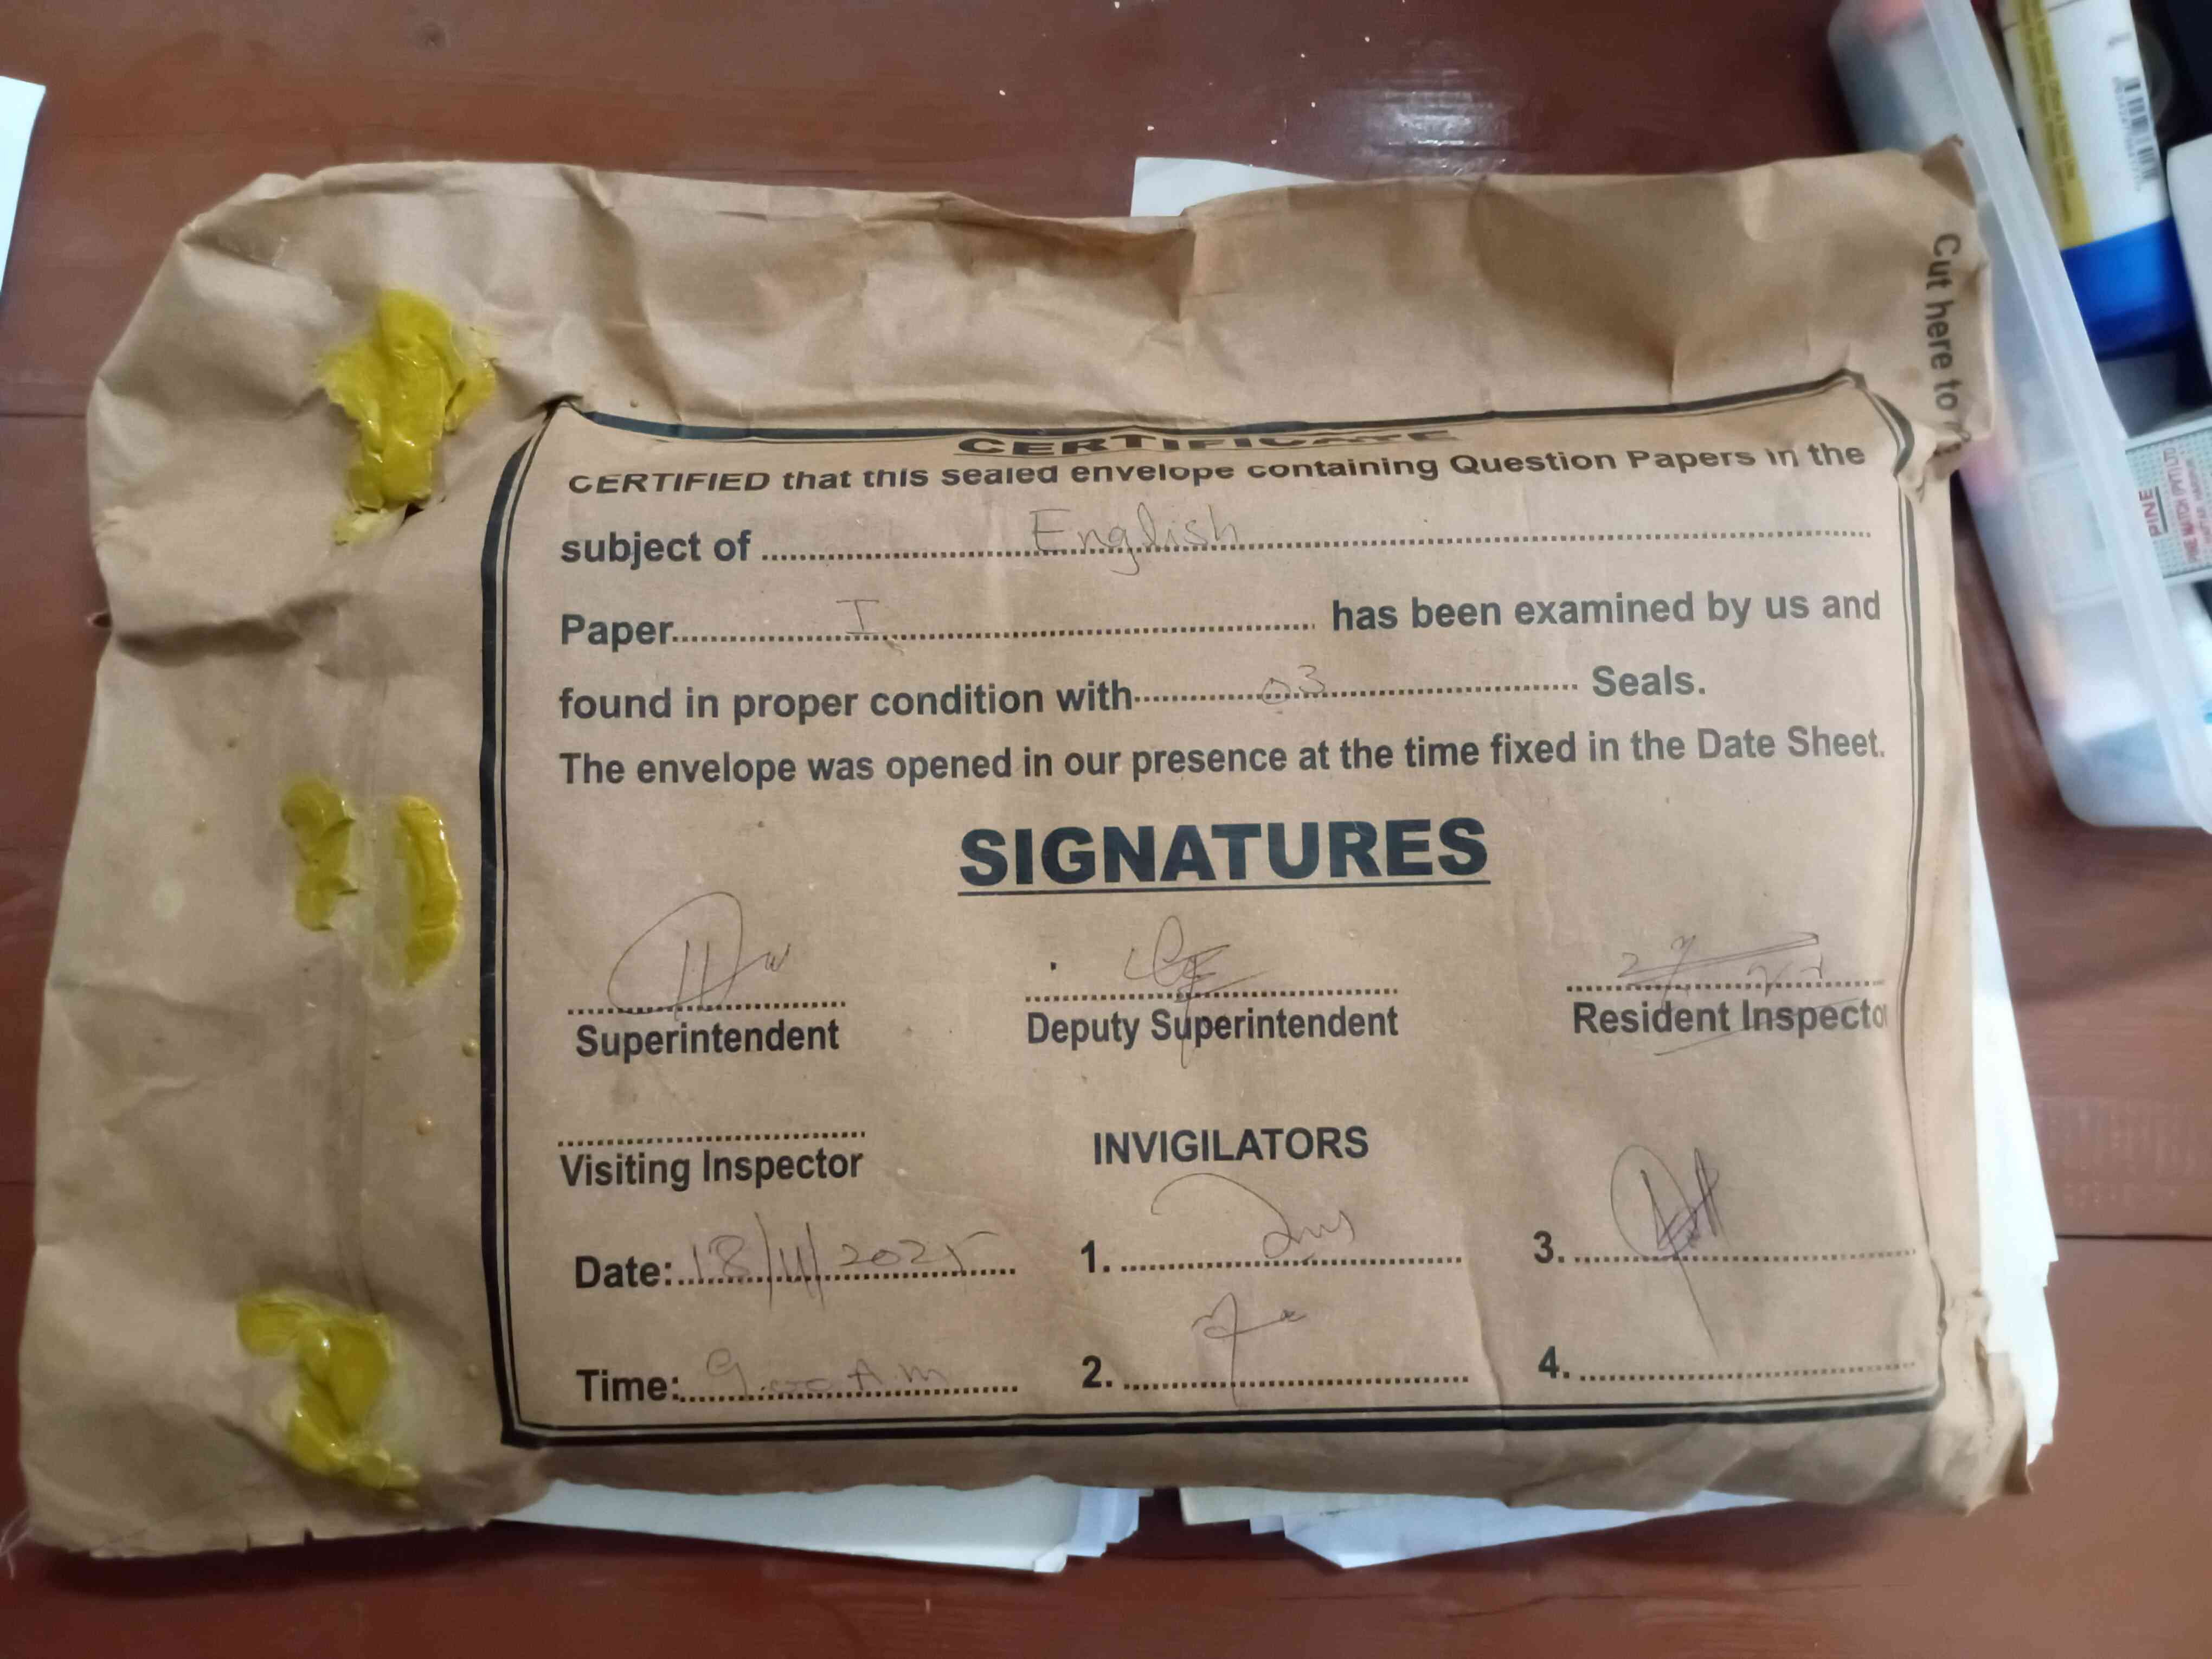 Cut here to
CERTIFICATE
CERTIFIED that this sealed envelope containing Question Papers in the
subject of English
Paper I has been examined by us and
found in proper condition with 03 Seals.
The envelope was opened in our presence at the time fixed in the Date Sheet.
SIGNATURES
Superintendent Deputy Superintendent Resident Inspector
Visiting Inspector INVIGILATORS
Date: 18/11/2025 1. 3.
Time: 9.00 A.m 2. 4.
PINE